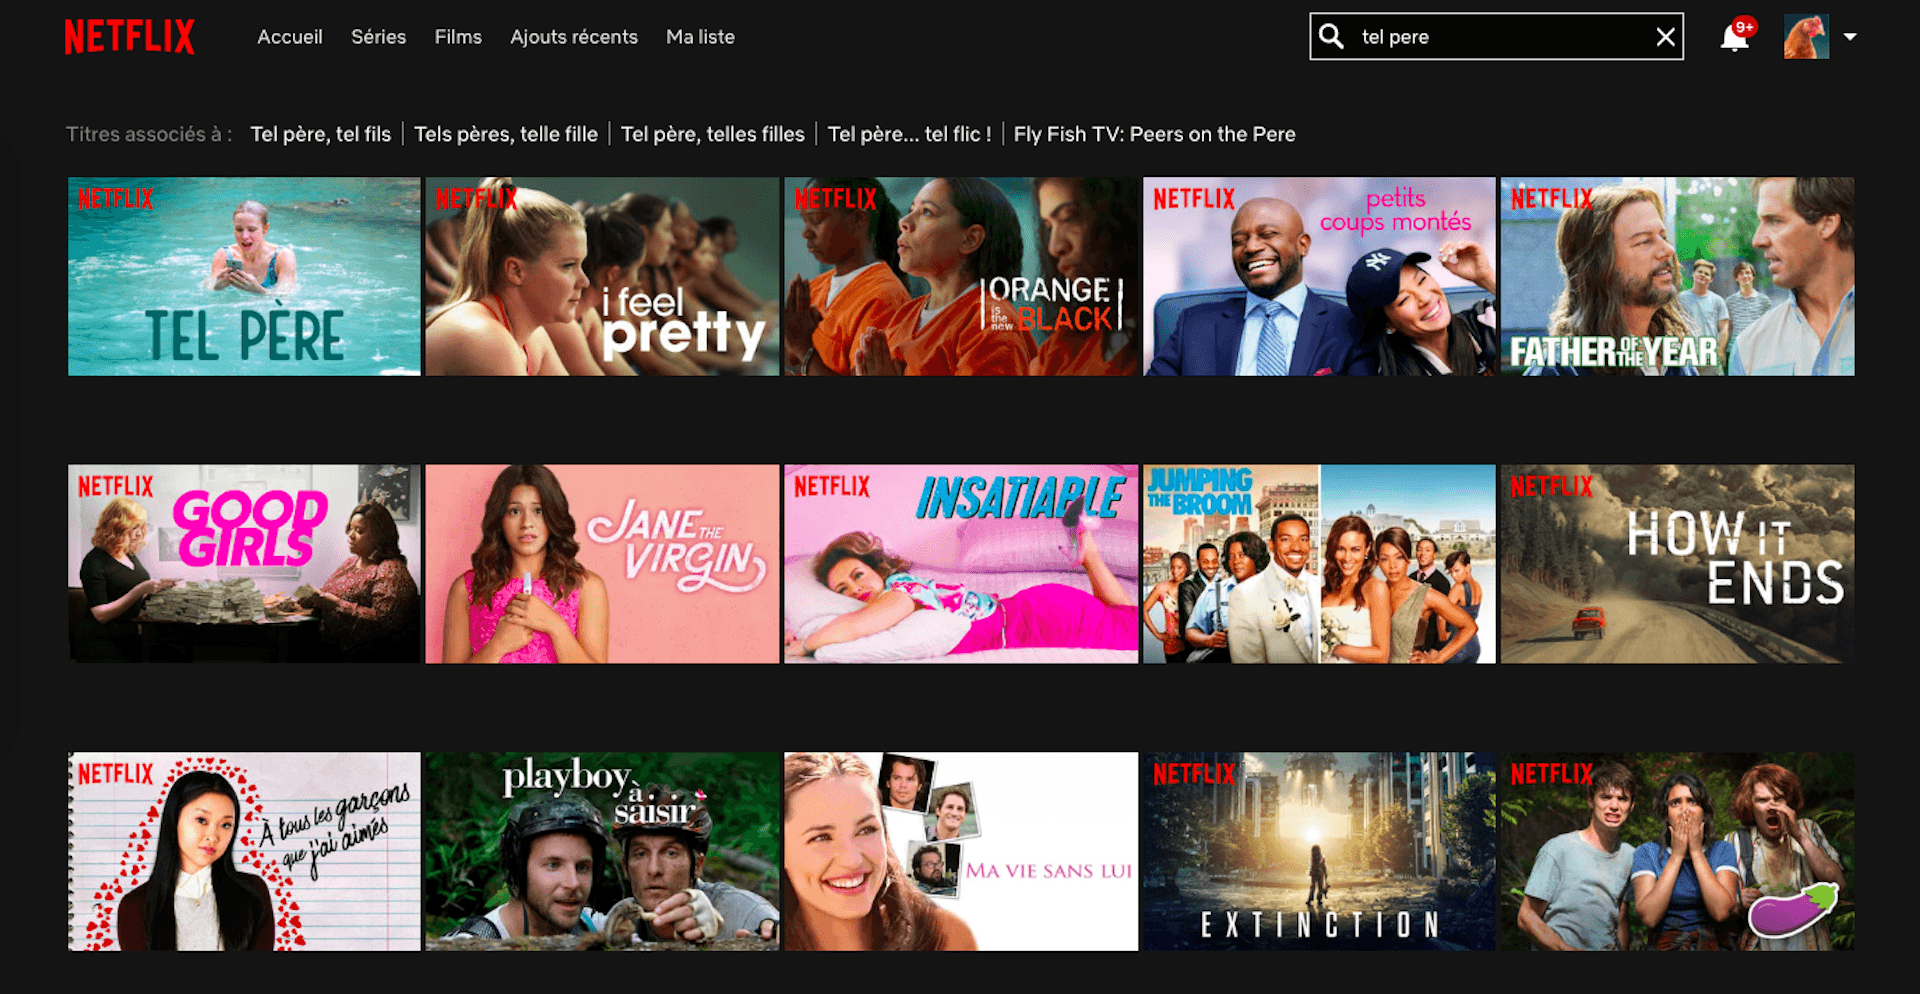 NETFLIX
Accueil Séries Films Ajouts récents Ma liste
tel pere
9+
Titres associés à : Tel père, tel fils | Tels pères, telle fille | Tel père, telles filles | Tel père... tel flic ! | Fly Fish TV: Peers on the Pere
NETFLIX
TEL PÈRE
NETFLIX
i feel
pretty
NETFLIX
ORANGE
is the new
BLACK
NETFLIX
petits
coups montés
NETFLIX
FATHER OF THE YEAR
NETFLIX
GOOD
GIRLS
JANE THE
VIRGIN
NETFLIX
INSATIABLE
JUMPING
THE BROOM
NETFLIX
HOW IT
ENDS
NETFLIX
À tous les garçons
que j'ai aimés
playboy
à
saisir
MA VIE SANS LUI
NETFLIX
EXTINCTION
NETFLIX